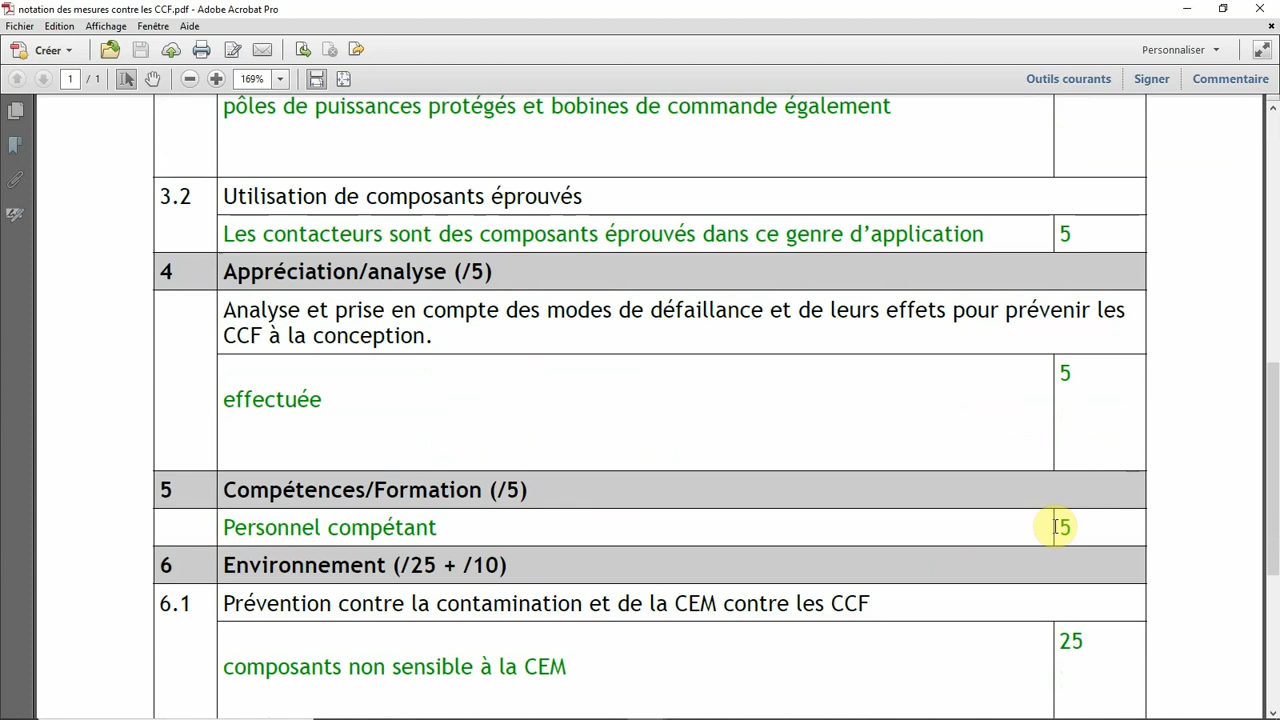 notation des mesures contre les CCF.pdf - Adobe Acrobat Pro
Fichier Edition Affichage Fenêtre Aide
Créer Personnaliser
1 / 1 169% Outils courants Signer Commentaire
pôles de puissances protégés et bobines de commande également
3.2 Utilisation de composants éprouvés
Les contacteurs sont des composants éprouvés dans ce genre d’application 5
4 Appréciation/analyse (/5)
Analyse et prise en compte des modes de défaillance et de leurs effets pour prévenir les
CCF à la conception.
5
effectuée
5 Compétences/Formation (/5)
Personnel compétant 5
6 Environnement (/25 + /10)
6.1 Prévention contre la contamination et de la CEM contre les CCF
25
composants non sensible à la CEM